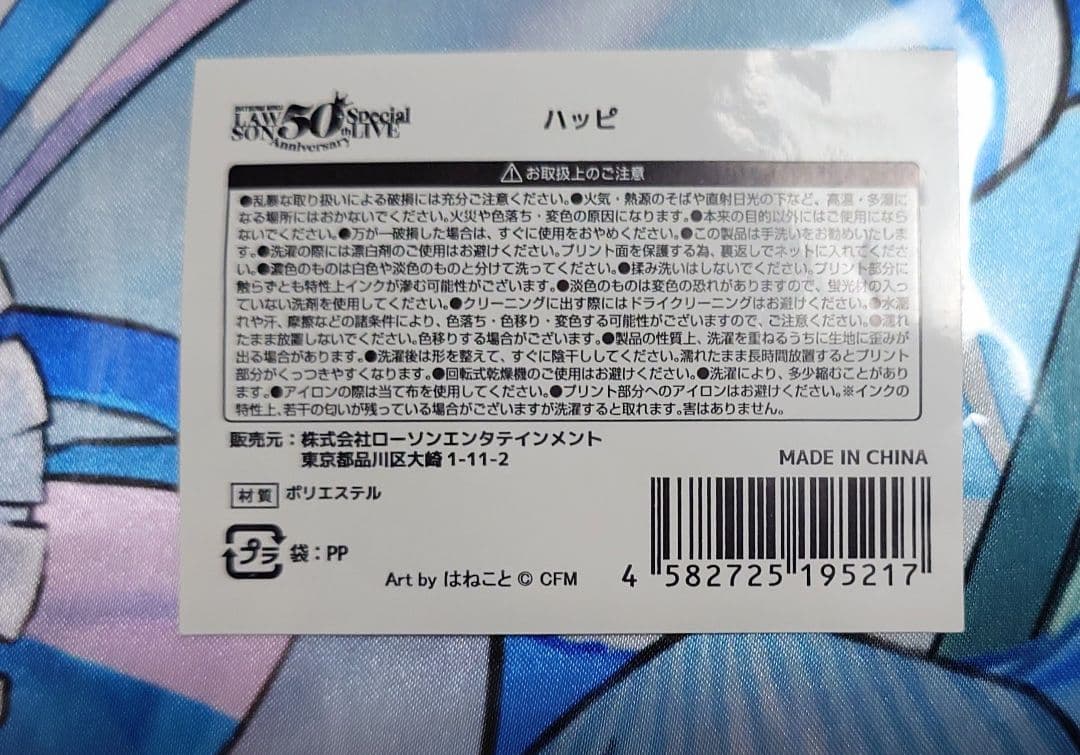 HATSUNE MIKU
LAWSON 50th Special LIVE
Anniversary
ハッピ
お取扱上のご注意
●乱暴な取り扱いによる破損には充分ご注意ください。●火気・熱源のそばや直射日光の下など、高温・多湿に
なる場所にはおかないでください。火災や色落ち・変色の原因になります。●本来の目的以外にはご使用になら
ないでください。●万が一破損した場合は、すぐに使用をおやめください。●この製品は手洗いをお勧めいたしま
す。●洗濯の際には漂白剤のご使用はお避けください。プリント面を保護する為、裏返しでネットに入れてくださ
い。●濃色のものは白色や淡色のものと分けて洗ってください。●揉み洗いはしないでください。プリント部分に
触らずとも特性上インクが滲む可能性がございます。●淡色のものは変色の恐れがありますので、蛍光材の入っ
ていない洗剤を使用してください。●クリーニングに出す際にはドライクリーニングはお避けください。●水濡
れや汗、摩擦などの諸条件により、色落ち・色移り・変色する可能性がございますので、ご注意ください。●濡れ
たまま放置しないでください。色移りする場合がございます。●製品の性質上、洗濯を重ねるうちに生地に歪みが
出る場合があります。●洗濯後は形を整えて、すぐに陰干ししてください。濡れたまま長時間放置するとプリント
部分がくっつきやすくなります。●回転式乾燥機のご使用はお避けください。●洗濯により、多少縮むことがあり
ます。●アイロンの際は当て布を使用してください。●プリント部分へのアイロンはお避けください。※インクの
特性上、若干の匂いが残っている場合がございますが洗濯すると取れます。害はありません。
販売元：株式会社ローソンエンタテインメント
東京都品川区大崎1-11-2
MADE IN CHINA
材質 ポリエステル
プラ 袋：PP
Art by はねこと © CFM
4 582725 195217